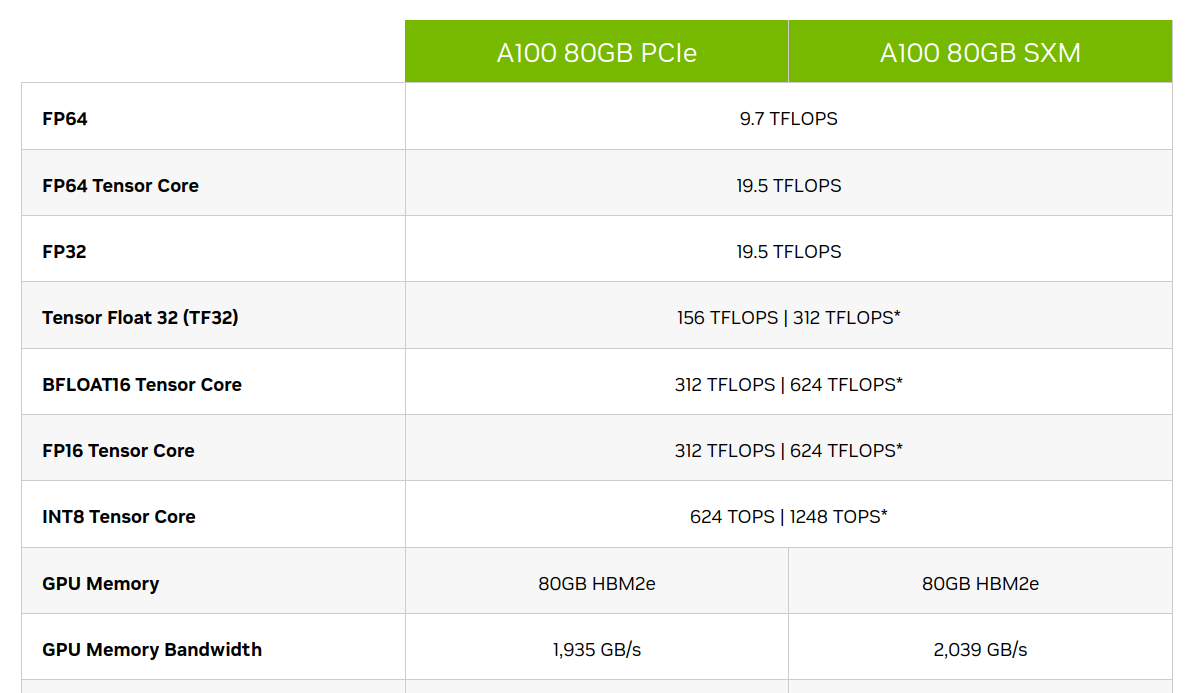 A100 80GB PCIe A100 80GB SXM
FP64 9.7 TFLOPS
FP64 Tensor Core 19.5 TFLOPS
FP32 19.5 TFLOPS
Tensor Float 32 (TF32) 156 TFLOPS | 312 TFLOPS*
BFLOAT16 Tensor Core 312 TFLOPS | 624 TFLOPS*
FP16 Tensor Core 312 TFLOPS | 624 TFLOPS*
INT8 Tensor Core 624 TOPS | 1248 TOPS*
GPU Memory 80GB HBM2e 80GB HBM2e
GPU Memory Bandwidth 1,935 GB/s 2,039 GB/s